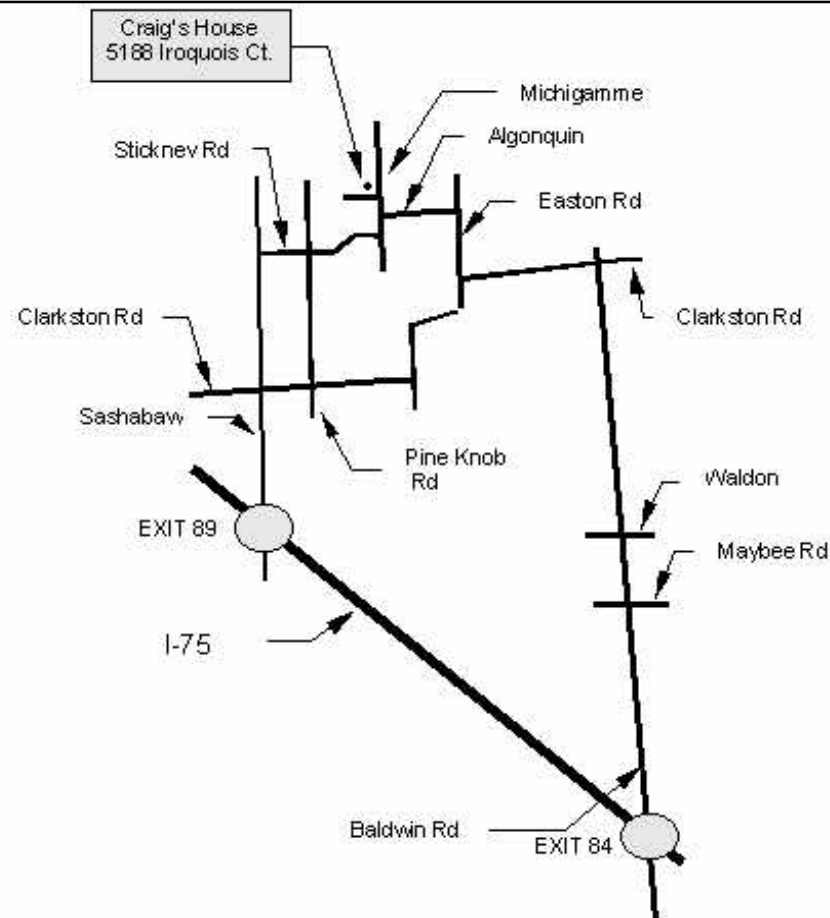 Craig's House
5188 Iroquois Ct.
Michigamme
Algonquin
Sticknev Rd
Easton Rd
Clarkston Rd
Clarkston Rd
Sashabaw
Pine Knob
Rd
Waldon
EXIT 89
Maybee Rd
I-75
Baldwin Rd
EXIT 84